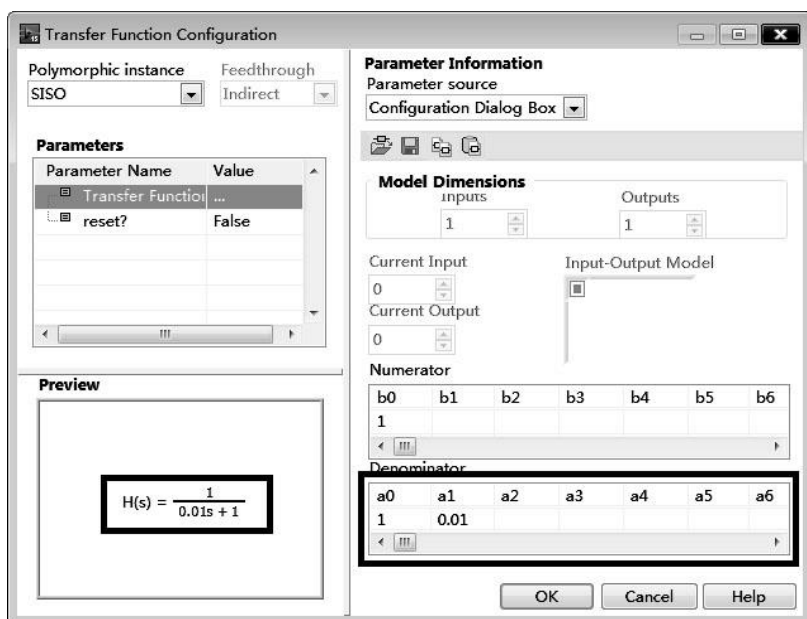 Transfer Function Configuration
Polymorphic instance
Feedthrough
SISO
Indirect
Parameters
Parameter Name Value
Transfer Function ...
reset? False
Preview
H(s) = 1 / 0.01s + 1
Parameter Information
Parameter source
Configuration Dialog Box
Model Dimensions
Inputs
Outputs
1
1
Current Input
0
Input-Output Model
Current Output
0
Numerator
b0 b1 b2 b3 b4 b5 b6
1
Denominator
a0 a1 a2 a3 a4 a5 a6
1 0.01
OK
Cancel
Help